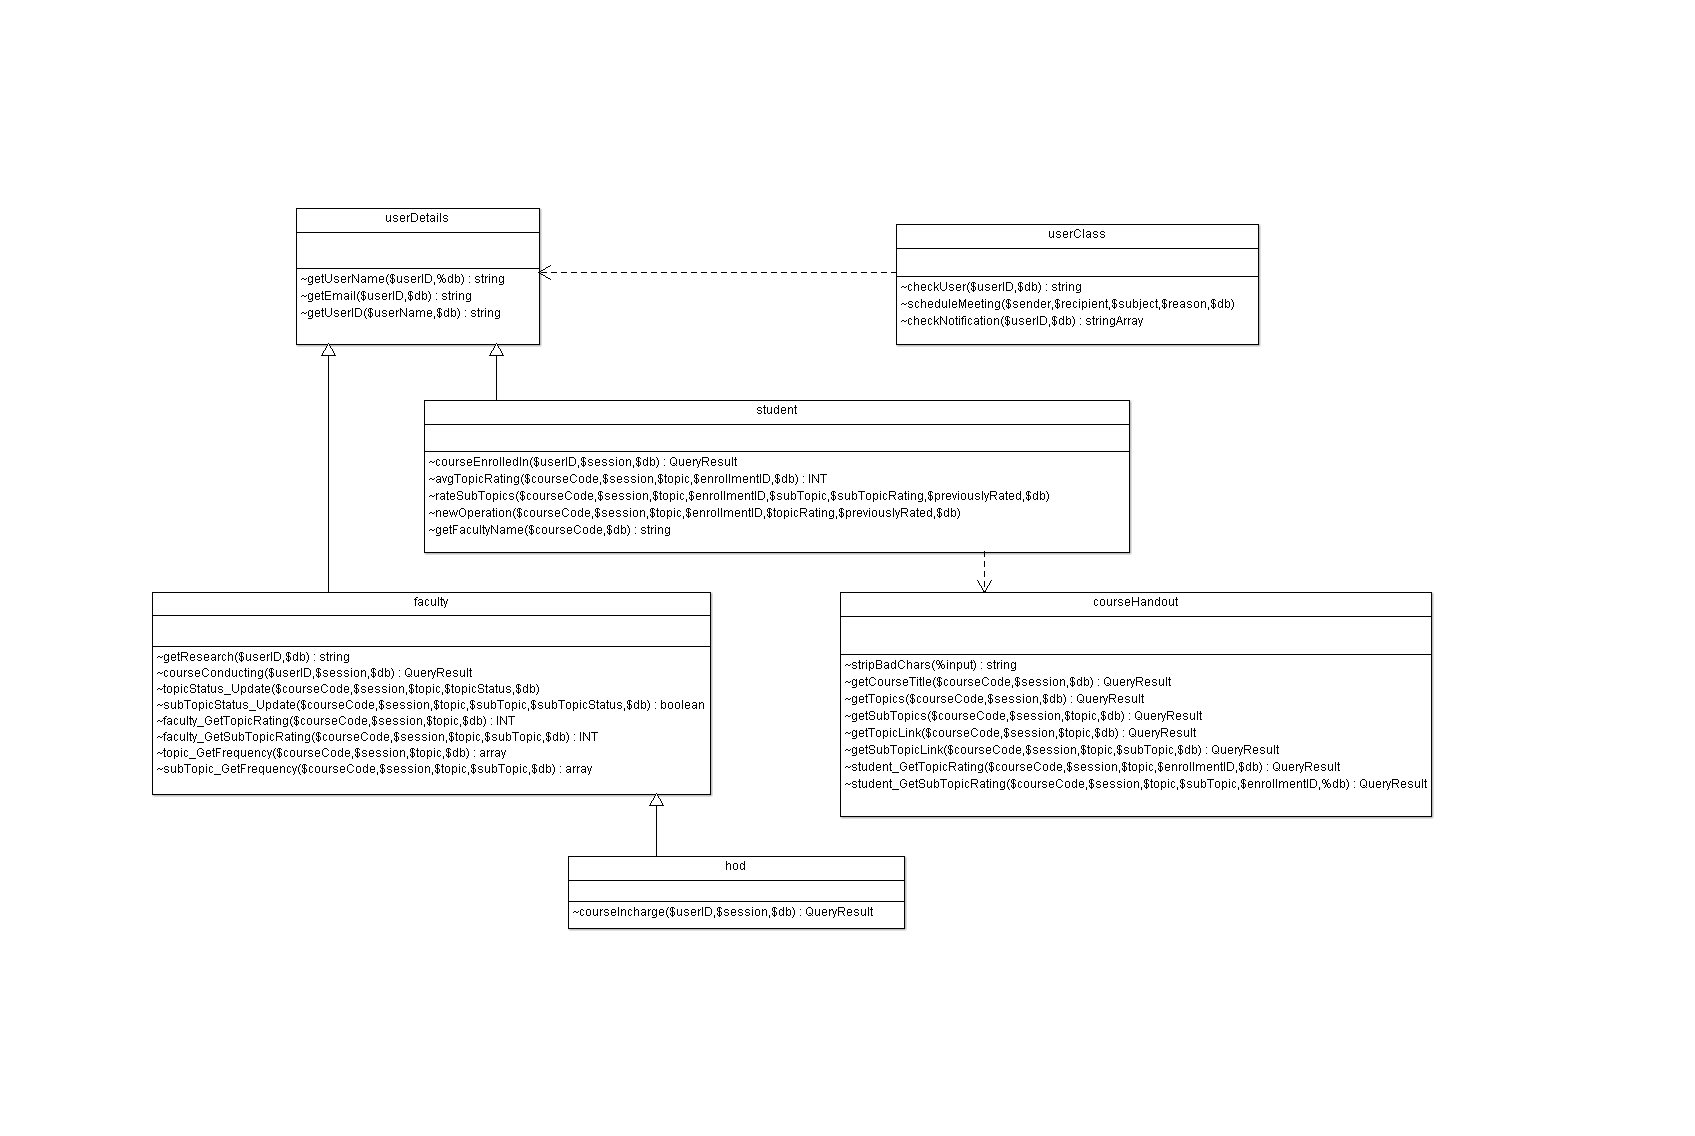 userDetails
~getUserName($userID,%db) : string
~getEmail($userID,$db) : string
~getUserID($userName,$db) : string
userClass
~checkUser($userID,$db) : string
~scheduleMeeting($sender,$recipient,$subject,$reason,$db)
~checkNotification($userID,$db) : stringArray
student
~courseEnrolledIn($userID,$session,$db) : QueryResult
~avgTopicRating($courseCode,$session,$topic,$enrollmentID,$db) : INT
~rateSubTopics($courseCode,$session,$topic,$enrollmentID,$subTopic,$subTopicRating,$previouslyRated,$db)
~newOperation($courseCode,$session,$topic,$enrollmentID,$topicRating,$previouslyRated,$db)
~getFacultyName($courseCode,$db) : string
faculty
~getResearch($userID,$db) : string
~courseConducting($userID,$session,$db) : QueryResult
~topicStatus_Update($courseCode,$session,$topic,$topicStatus,$db)
~subTopicStatus_Update($courseCode,$session,$topic,$subTopic,$subTopicStatus,$db) : boolean
~faculty_GetTopicRating($courseCode,$session,$topic,$db) : INT
~faculty_GetSubTopicRating($courseCode,$session,$topic,$subTopic,$db) : INT
~topic_GetFrequency($courseCode,$session,$topic,$db) : array
~subTopic_GetFrequency($courseCode,$session,$topic,$subTopic,$db) : array
courseHandout
~stripBadChars(%input) : string
~getCourseTitle($courseCode,$session,$db) : QueryResult
~getTopics($courseCode,$session,$db) : QueryResult
~getSubTopics($courseCode,$session,$topic,$db) : QueryResult
~getTopicLink($courseCode,$session,$topic,$db) : QueryResult
~getSubTopicLink($courseCode,$session,$topic,$subTopic,$db) : QueryResult
~student_GetTopicRating($courseCode,$session,$topic,$enrollmentID,$db) : QueryResult
~student_GetSubTopicRating($courseCode,$session,$topic,$subTopic,$enrollmentID,%db) : QueryResult
hod
~courseIncharge($userID,$session,$db) : QueryResult